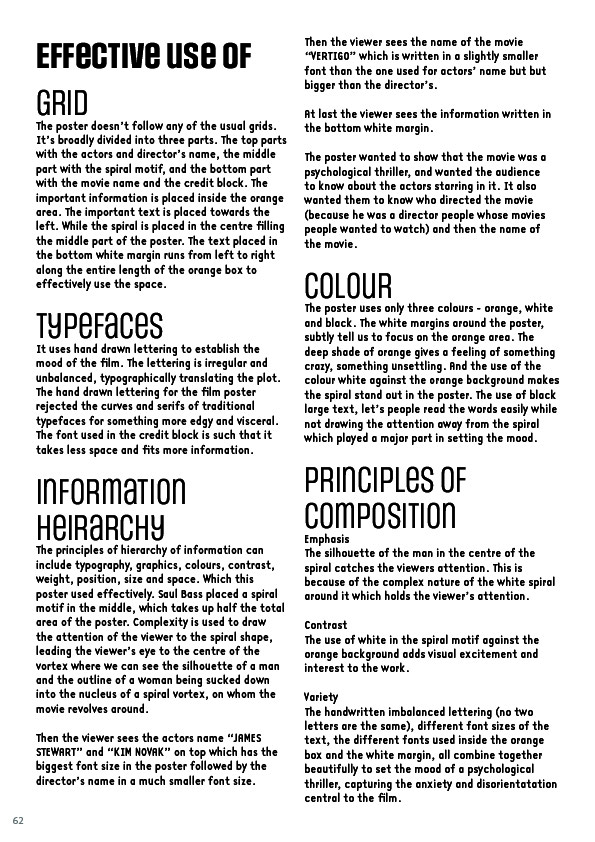 EFFECTIVE USE OF
GRID
The poster doesn't follow any of the usual grids.
It's broadly divided into three parts. The top parts
with the actors and director's name, the middle
part with the spiral motif, and the bottom part
with the movie name and the credit block. The
important information is placed inside the orange
area. The important text is placed towards the
left. While the spiral is placed in the centre filling
the middle part of the poster. The text placed in
the bottom white margin runs from left to right
along the entire length of the orange box to
effectively use the space.
TYPEFACES
It uses hand drawn lettering to establish the
mood of the film. The lettering is irregular and
unbalanced, typographically translating the plot.
The hand drawn lettering for the film poster
rejected the curves and serifs of traditional
typefaces for something more edgy and visceral.
The font used in the credit block is such that it
takes less space and fits more information.
INFORMATION
HEIRARCHY
The principles of hierarchy of information can
include typography, graphics, colours, contrast,
weight, position, size and space. Which this
poster used effectively. Saul Bass placed a spiral
motif in the middle, which takes up half the total
area of the poster. Complexity is used to draw
the attention of the viewer to the spiral shape,
leading the viewer's eye to the centre of the
vortex where we can see the silhouette of a man
and the outline of a woman being sucked down
into the nucleus of a spiral vortex, on whom the
movie revolves around.
Then the viewer sees the actors name "JAMES
STEWART" and "KIM NOVAK" on top which has the
biggest font size in the poster followed by the
director's name in a much smaller font size.
Then the viewer sees the name of the movie
"VERTIGO" which is written in a slightly smaller
font than the one used for actors' name but but
bigger than the director's.
At last the viewer sees the information written in
the bottom white margin.
The poster wanted to show that the movie was a
psychological thriller, and wanted the audience
to know about the actors starring in it. It also
wanted them to know who directed the movie
(because he was a director people whose movies
people wanted to watch) and then the name of
the movie.
COLOUR
The poster uses only three colours - orange, white
and black. The white margins around the poster,
subtly tell us to focus on the orange area. The
deep shade of orange gives a feeling of something
crazy, something unsettling. And the use of the
colour white against the orange background makes
the spiral stand out in the poster. The use of black
large text, let's people read the words easily while
not drawing the attention away from the spiral
which played a major part in setting the mood.
PRINCIPLES OF
COMPOSITION
Emphasis
The silhouette of the man in the centre of the
spiral catches the viewers attention. This is
because of the complex nature of the white spiral
around it which holds the viewer's attention.
Contrast
The use of white in the spiral motif against the
orange background adds visual excitement and
interest to the work.
Variety
The handwritten imbalanced lettering (no two
letters are the same), different font sizes of the
text, the different fonts used inside the orange
box and the white margin, all combine together
beautifully to set the mood of a psychological
thriller, capturing the anxiety and disorientatation
central to the film.
62